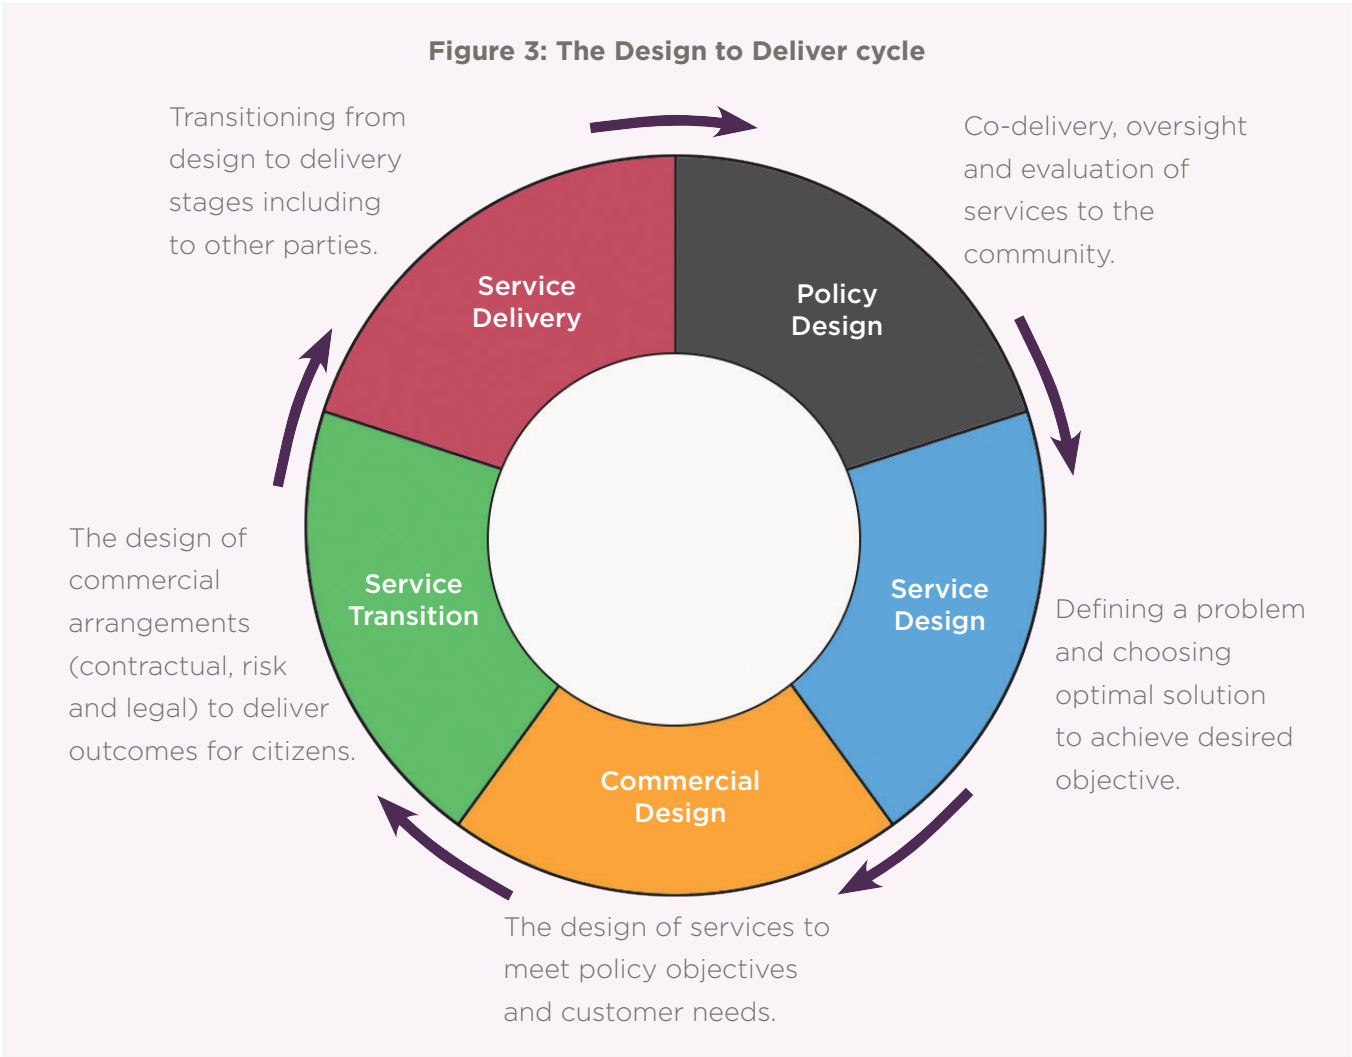 Figure 3: The Design to Deliver cycle
Transitioning from
design to delivery
stages including
to other parties.
Co-delivery, oversight
and evaluation of
services to the
community.
Service
Delivery
Policy
Design
The design of
commercial
arrangements
(contractual, risk
and legal) to deliver
outcomes for citizens.
Service
Transition
Service
Design
Defining a problem
and choosing
optimal solution
to achieve desired
objective.
Commercial
Design
The design of services to
meet policy objectives
and customer needs.